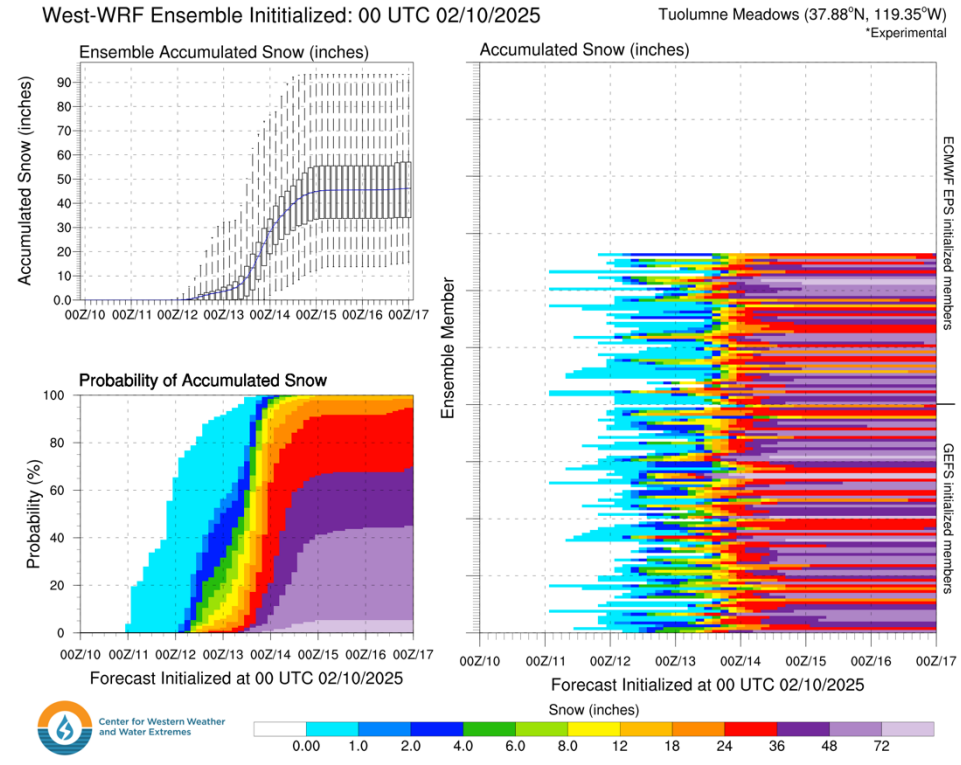 West-WRF Ensemble Inititialized: 00 UTC 02/10/2025
Tuolumne Meadows (37.88°N, 119.35°W)
*Experimental
Ensemble Accumulated Snow (inches)
Accumulated Snow (inches)
90
80
70
60
50
40
30
20
10
0.0
00Z/10 00Z/11 00Z/12 00Z/13 00Z/14 00Z/15 00Z/16 00Z/17
Probability of Accumulated Snow
Probability (%)
100
80
60
40
20
0
00Z/10 00Z/11 00Z/12 00Z/13 00Z/14 00Z/15 00Z/16 00Z/17
Forecast Initialized at 00 UTC 02/10/2025
Accumulated Snow (inches)
Ensemble Member
ECMWF EPS initialized members
GEFS initialized members
00Z/10 00Z/11 00Z/12 00Z/13 00Z/14 00Z/15 00Z/16 00Z/17
Forecast Initialized at 00 UTC 02/10/2025
Center for Western Weather
and Water Extremes
Snow (inches)
0.00 1.0 2.0 4.0 6.0 8.0 12 18 24 36 48 72